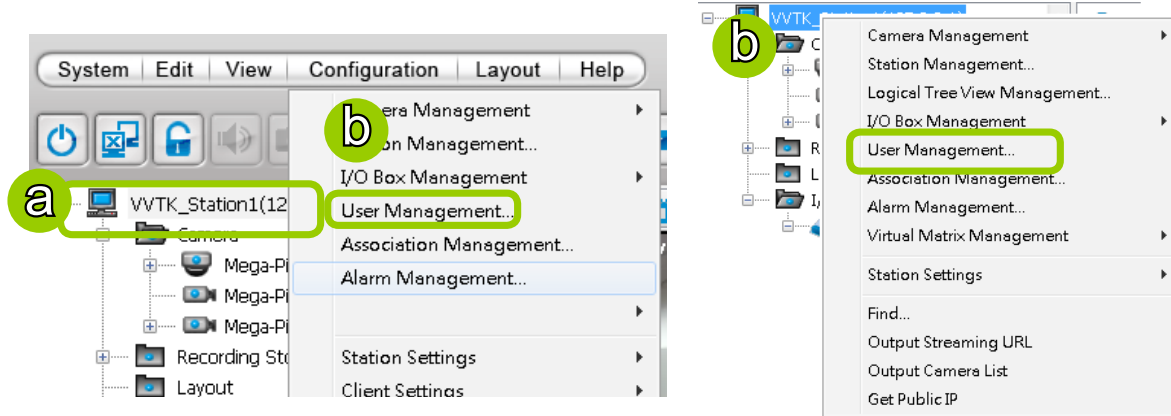 System Edit View Configuration Layout Help
b
era Management
on Management...
I/O Box Management
User Management...
Association Management...
Alarm Management...
Station Settings
Client Settings
a
VVTK_Station1(12
Camera
Mega-Pi
Mega-Pi
Mega-Pi
Recording Sto
Layout
VVTK_
b
C
R
L
I/
Camera Management
Station Management...
Logical Tree View Management...
I/O Box Management
User Management...
Association Management...
Alarm Management...
Virtual Matrix Management
Station Settings
Find...
Output Streaming URL
Output Camera List
Get Public IP